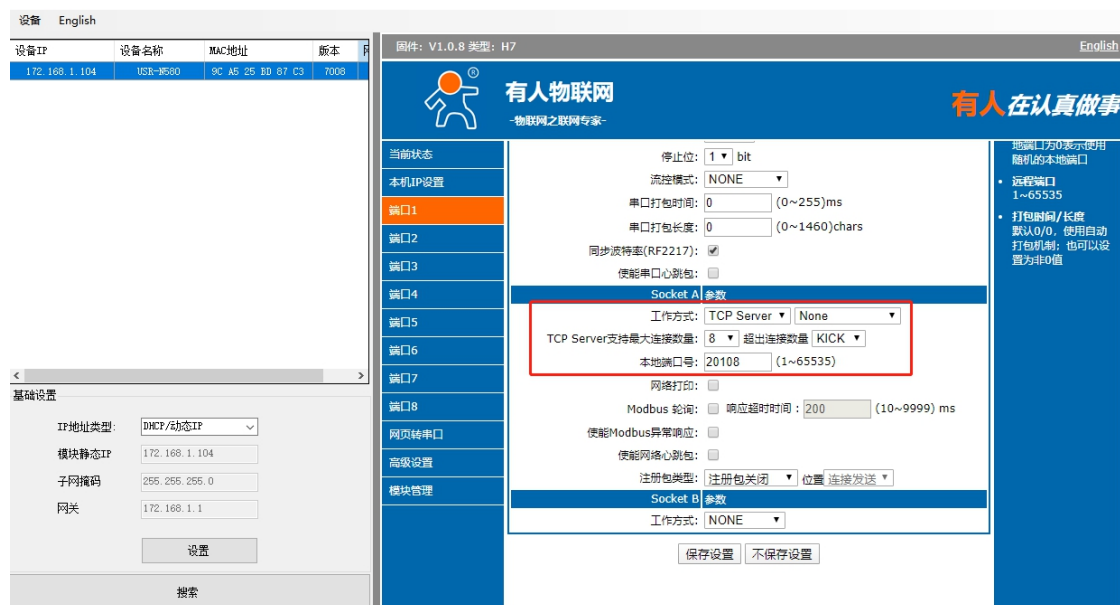 设备 English
设备IP 设备名称 MAC地址 版本
172.168.1.104 USR-N580 9C A5 25 BD 87 C3 7008
基础设置
IP地址类型: DHCP/动态IP
模块静态IP 172.168.1.104
子网掩码 255.255.255.0
网关 172.168.1.1
设置
搜索
固件: V1.0.8 类型: H7 English
®
有人物联网
-物联网之联网专家-
有人在认真做事
当前状态
本机IP设置
端口1
端口2
端口3
端口4
端口5
端口6
端口7
端口8
网页转串口
高级设置
模块管理
停止位: 1 bit
流控模式: NONE
串口打包时间: 0 (0~255)ms
串口打包长度: 0 (0~1460)chars
同步波特率(RF2217):
使能串口心跳包:
Socket A 参数
工作方式: TCP Server None
TCP Server支持最大连接数量: 8 超出连接数量 KICK
本地端口号: 20108 (1~65535)
网络打印:
Modbus 轮询: 响应超时时间: 200 (10~9999) ms
使能Modbus异常响应:
使能网络心跳包:
注册包类型: 注册包关闭 位置 连接发送
Socket B 参数
工作方式: NONE
保存设置 不保存设置
地端口为0表示使用
随机的本地端口
• 远程端口
1~65535
• 打包时间/长度
默认0/0, 使用自动
打包机制; 也可以设
置为非0值